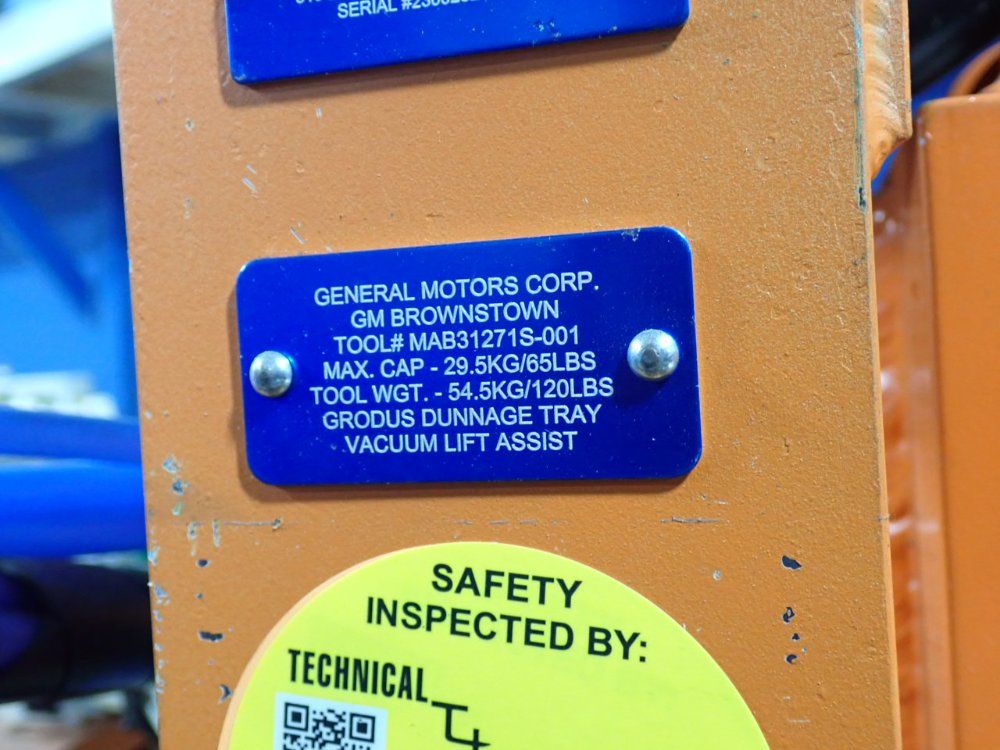 SERIAL
GENERAL MOTORS CORP.
GM BROWNSTOWN
TOOL# MAB31271S-001
MAX. CAP - 29.5KG/65LBS
TOOL WGT. - 54.5KG/120LBS
GRODUS DUNNAGE TRAY
VACUUM LIFT ASSIST
SAFETY
INSPECTED BY:
TECHNICAL